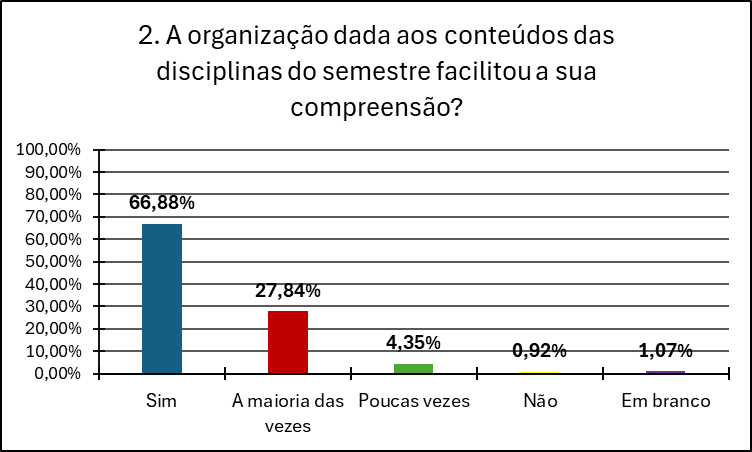 2. A organização dada aos conteúdos das
disciplinas do semestre facilitou a sua
compreensão?
100,00%
90,00%
80,00%
70,00%
60,00%
50,00%
40,00%
30,00%
20,00%
10,00%
0,00%
66,88%
27,84%
4,35%
0,92%
1,07%
Sim
A maioria das
vezes
Poucas vezes
Não
Em branco